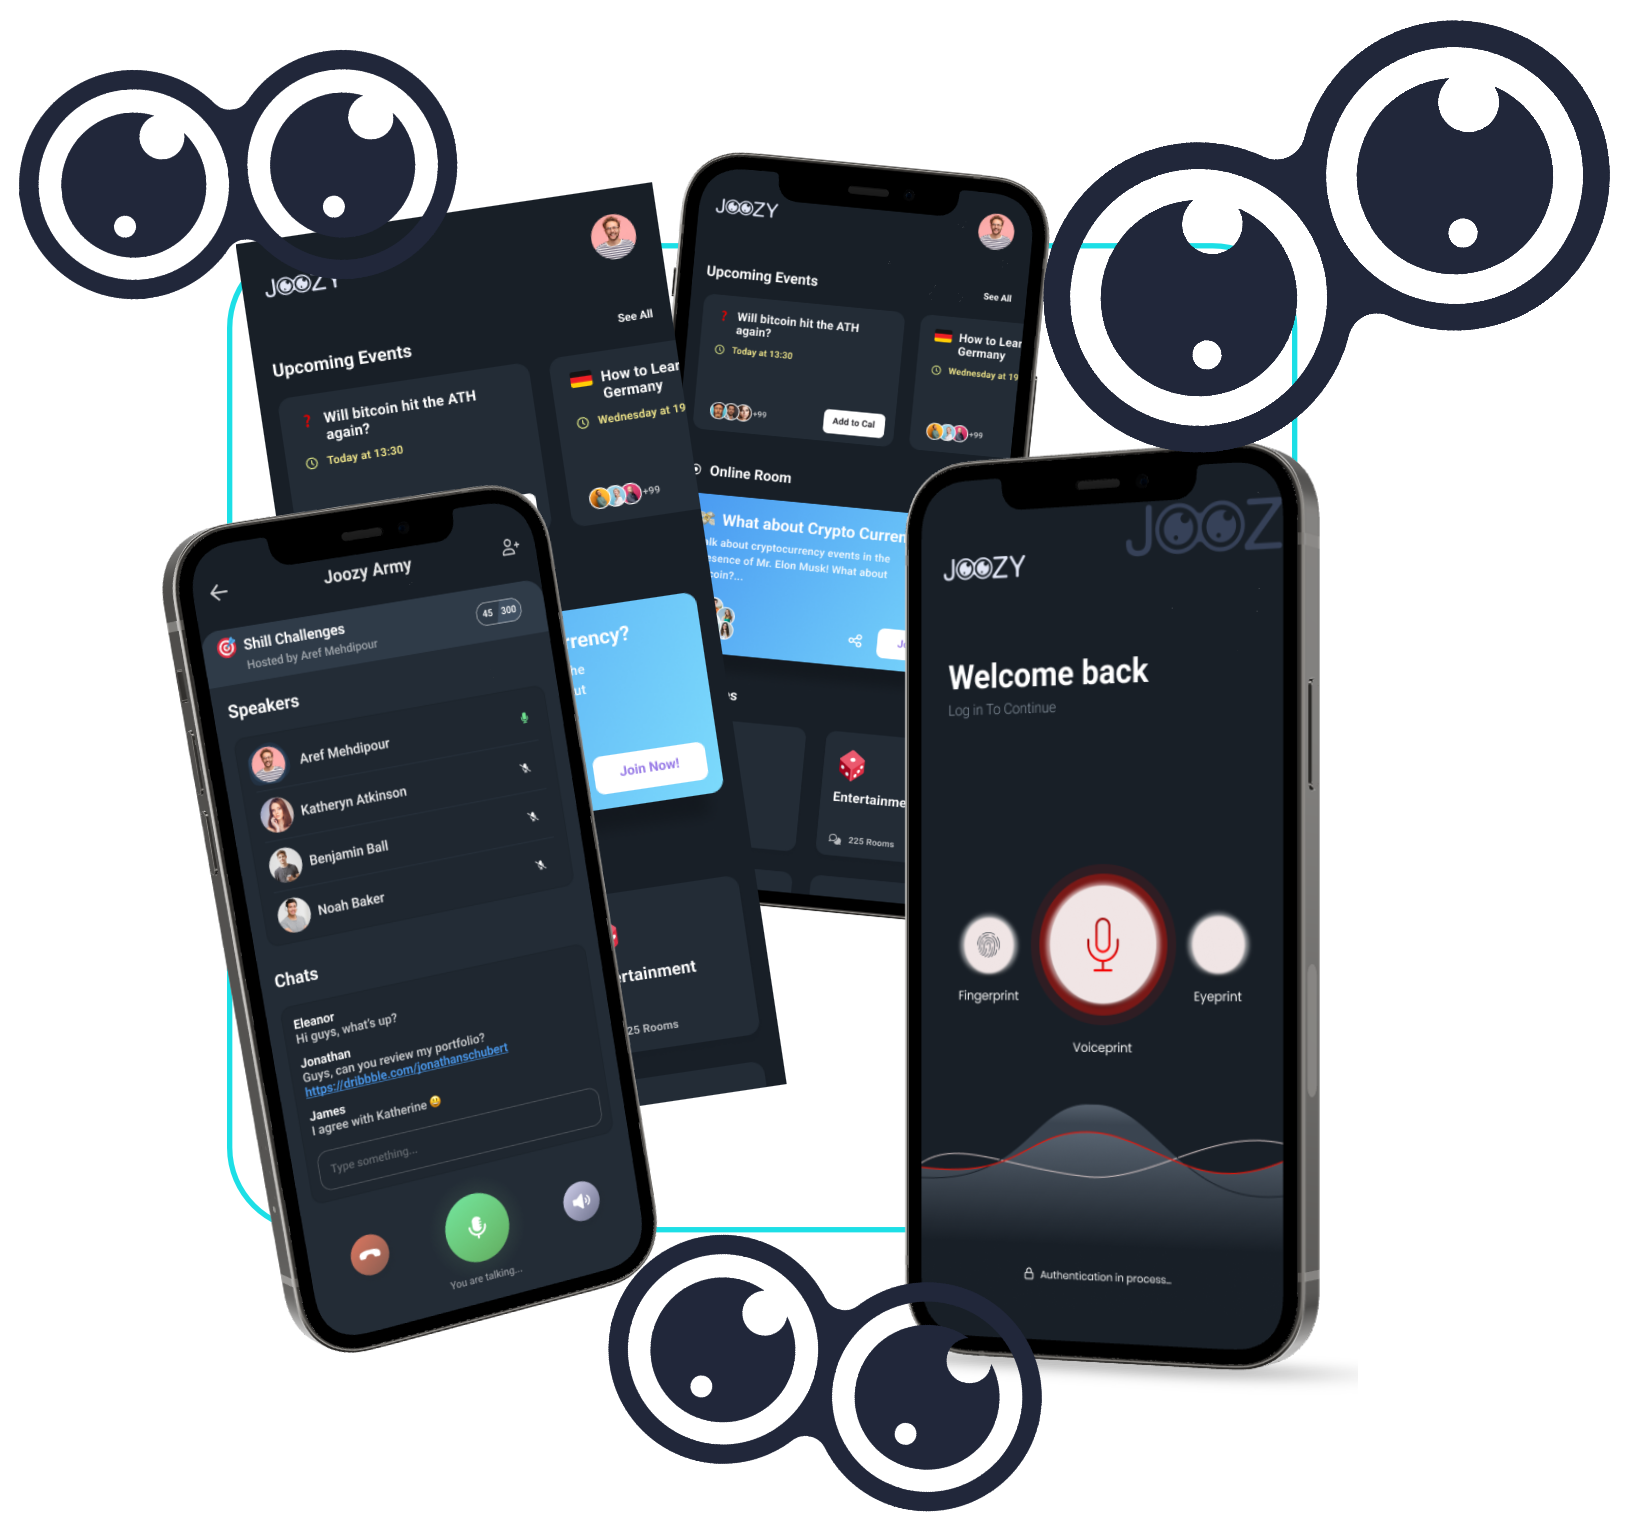 JOOZY
Upcoming Events
See All
Will bitcoin hit the ATH
again?
Today at 13:30
How to Lear
Germany
Wednesday at 19
+99
rrency?
he
ut
Join Now!
rtainment
25 Rooms
JOOZY
Upcoming Events
See All
Will bitcoin hit the ATH
again?
Today at 13:30
+99
Add to Cal
How to Lear
Germany
Wednesday at 19
+99
Online Room
What about Crypto Curren
alk about cryptocurrency events in the
esence of Mr. Elon Musk! What about
coin?...
Entertainme
225 Rooms
Joozy Army
Shill Challenges
45 300
Hosted by Aref Mehdipour
Speakers
Aref Mehdipour
Katheryn Atkinson
Benjamin Ball
Noah Baker
Chats
Eleanor
Hi guys, what's up?
Jonathan
Guys, can you review my portfolio?
https://dribbble.com/jonathanschubert
James
I agree with Katherine 😃
Type something...
You are talking...
JOOZ
JOOZY
Welcome back
Log in To Continue
Fingerprint
Voiceprint
Eyeprint
Authentication in process...